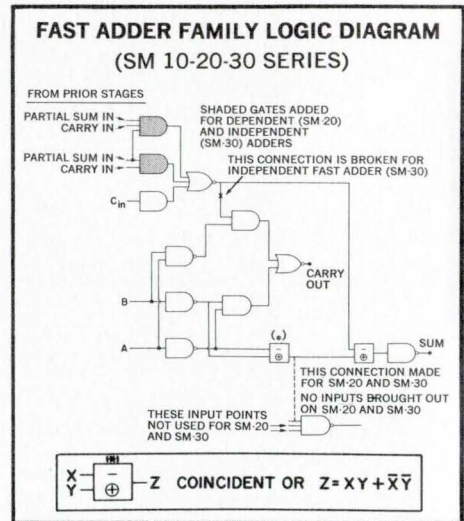 FAST ADDER FAMILY LOGIC DIAGRAM
(SM 10-20-30 SERIES)
FROM PRIOR STAGES
PARTIAL SUM IN
CARRY IN
PARTIAL SUM IN
CARRY IN
Cin
SHADED GATES ADDED
FOR DEPENDENT (SM-20)
AND INDEPENDENT
(SM-30) ADDERS
THIS CONNECTION IS BROKEN FOR
INDEPENDENT FAST ADDER (SM-30)
CARRY
OUT
B
A
SUM
THIS CONNECTION MADE
FOR SM-20 AND SM-30
NO INPUTS BROUGHT OUT
ON SM-20 AND SM-30
THESE INPUT POINTS
NOT USED FOR SM-20
AND SM-30
X
Y
− ⊕
Z COINCIDENT OR Z = XY + X̅Y̅